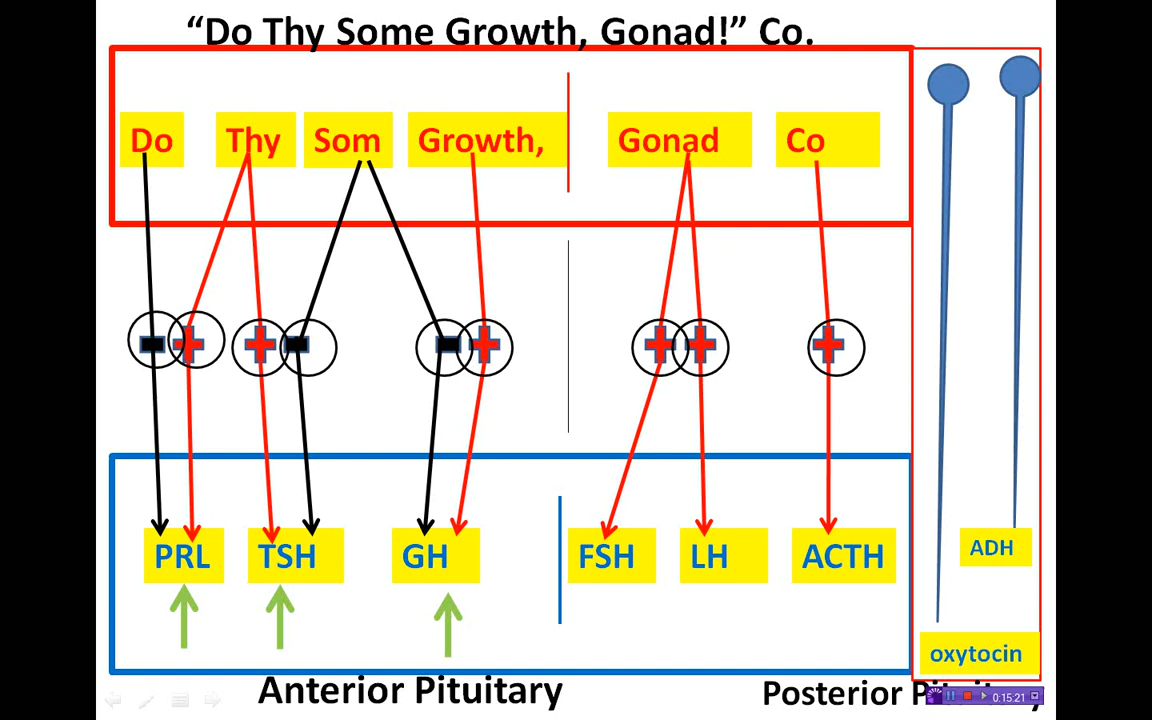 “Do Thy Some Growth, Gonad!” Co.
Do Thy Som Growth, Gonad Co
PRL TSH GH FSH LH ACTH ADH
oxytocin
Anterior Pituitary Posterior
0:15:21